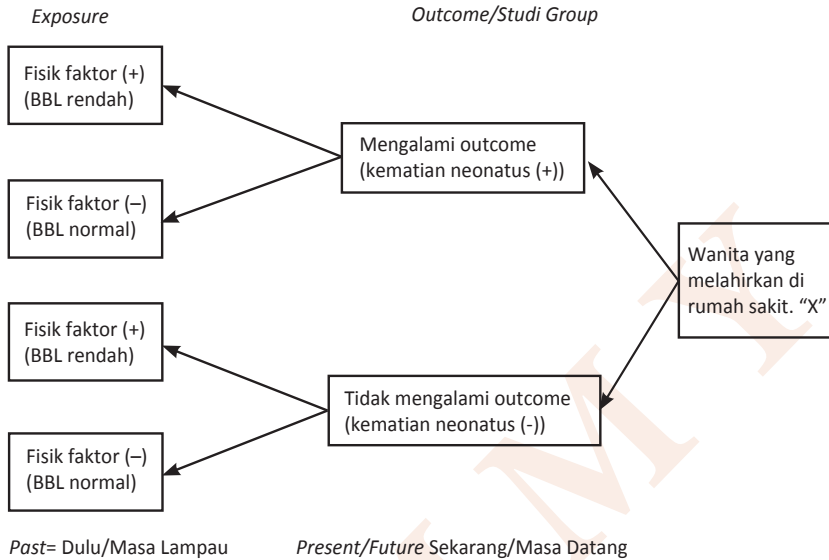 Exposure
Outcome/Studi Group
Fisik faktor (+)
(BBL rendah)
Mengalami outcome
(kematian neonatus (+))
Fisik faktor (–)
(BBL normal)
Wanita yang
melahirkan di
rumah sakit. “X”
Fisik faktor (+)
(BBL rendah)
Tidak mengalami outcome
(kematian neonatus (-))
Fisik faktor (–)
(BBL normal)
Past= Dulu/Masa Lampau
Present/Future Sekarang/Masa Datang